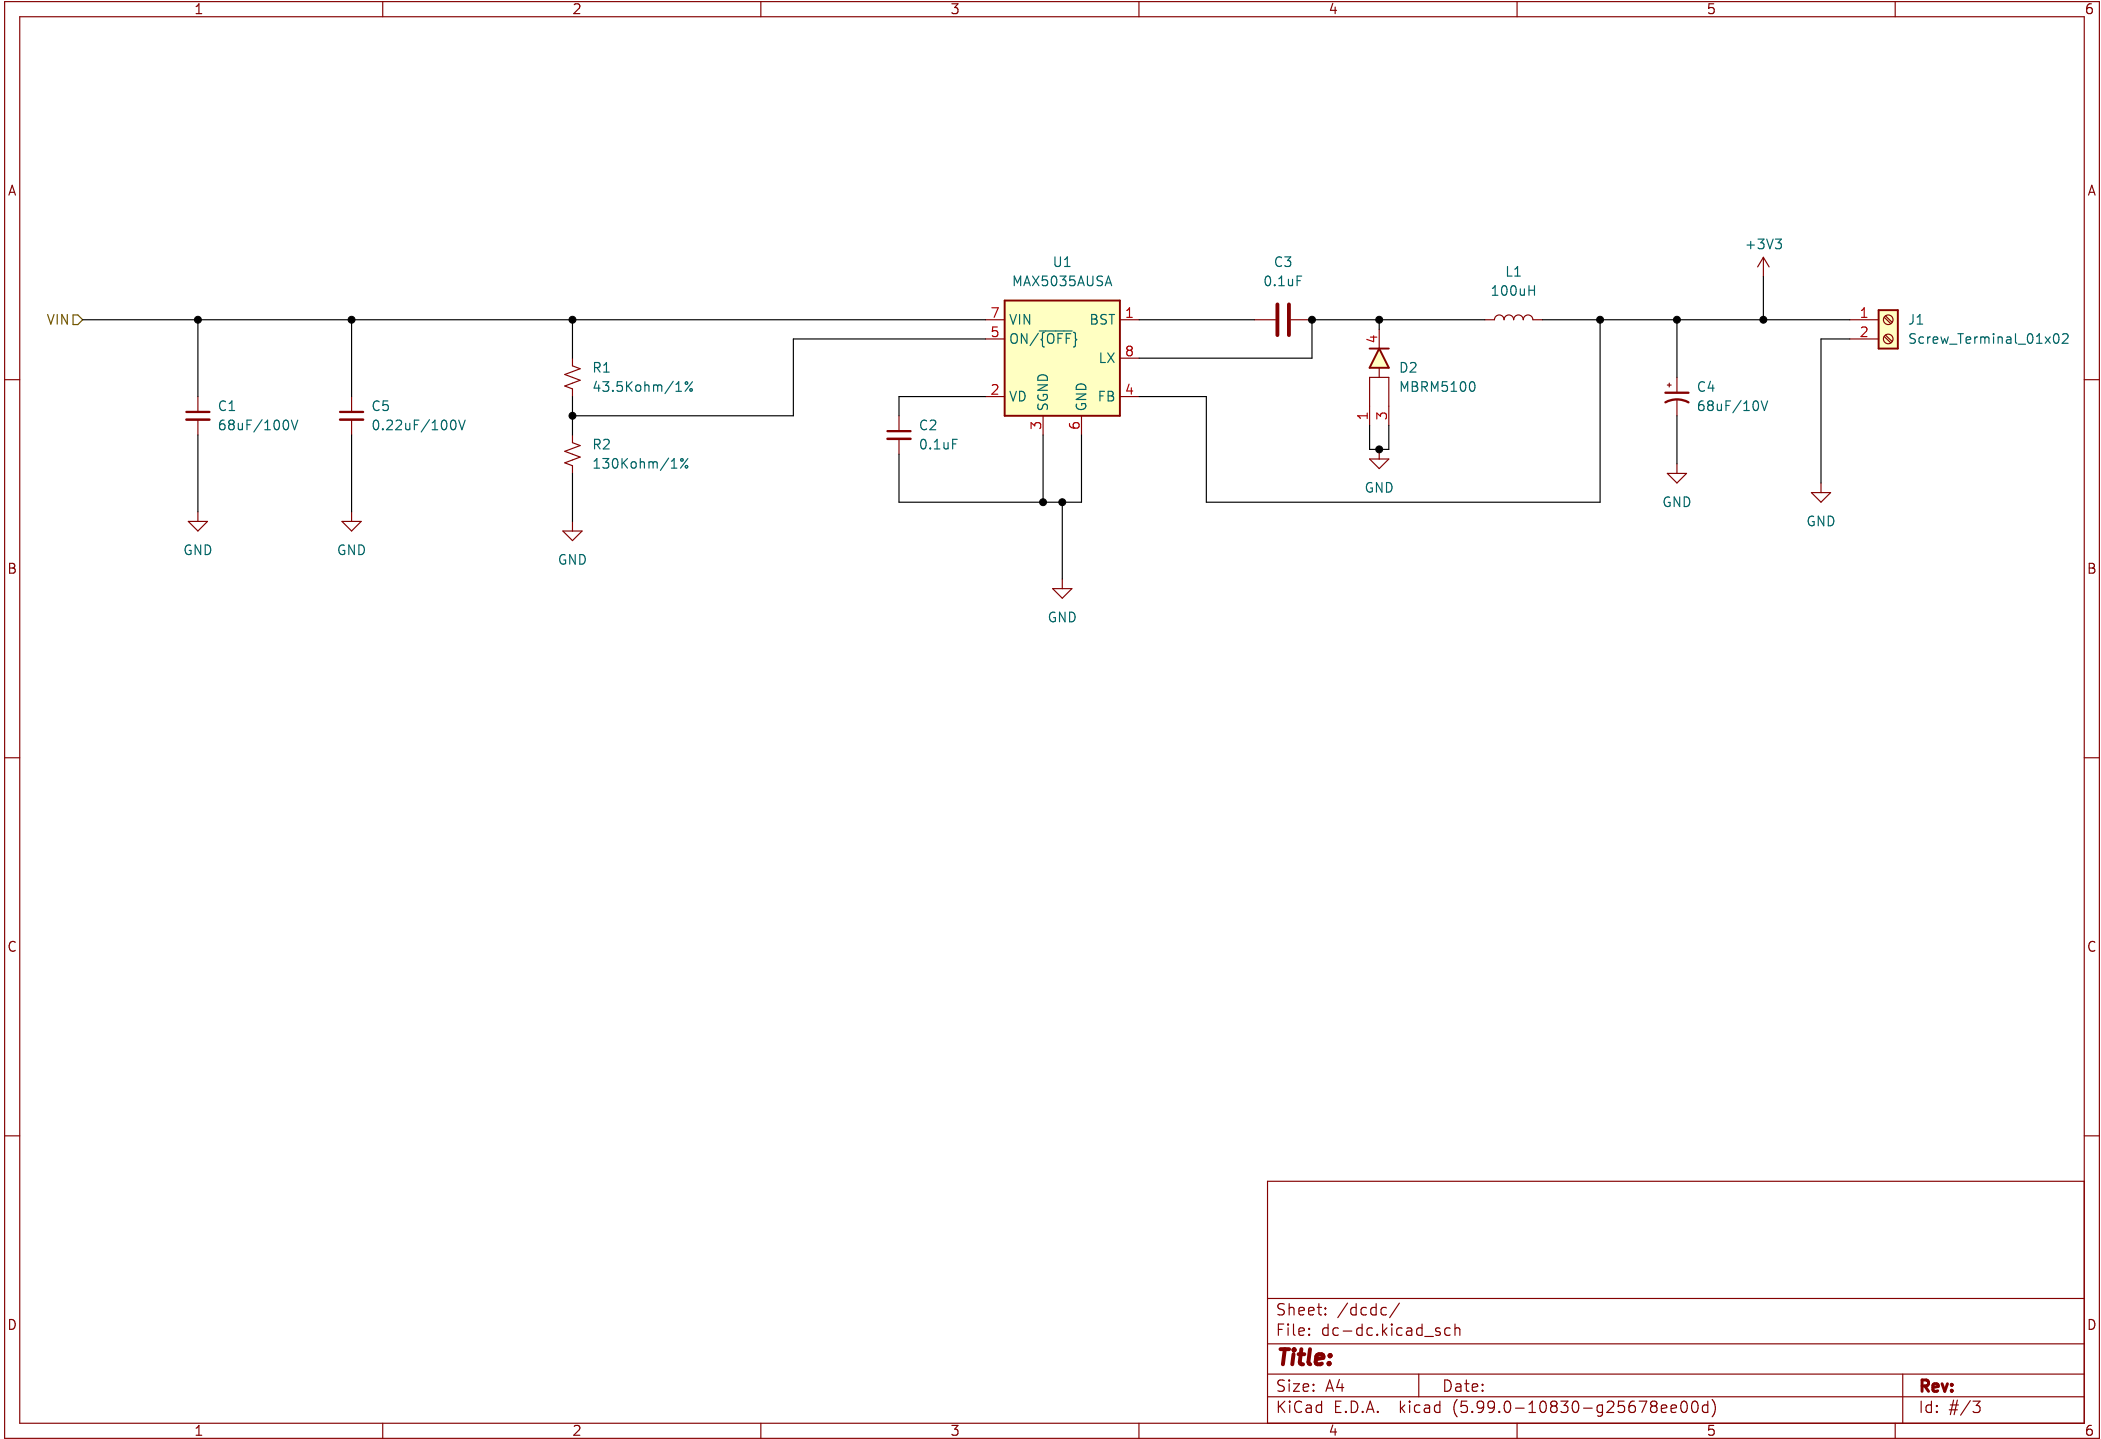 1 2 3 4 5 6
A A
B B
C C
D D
1 2 3 4 5 6
VIN
C1
68uF/100V
GND
C5
0.22uF/100V
GND
R1
43.5Kohm/1%
R2
130Kohm/1%
GND
C2
0.1uF
U1
MAX5035AUSA
7 VIN
5 ON/{OFF}
2 VD
BST 1
LX 8
FB 4
SGND 3
GND 6
GND
C3
0.1uF
4
D2
MBRM5100
1 3
GND
L1
100uH
C4
68uF/10V
GND
+3V3
1
2
J1
Screw_Terminal_01x02
GND
Sheet: /dcdc/
File: dc-dc.kicad_sch
Title:
Size: A4 Date: Rev:
KiCad E.D.A. kicad (5.99.0-10830-g25678ee00d) Id: #/3